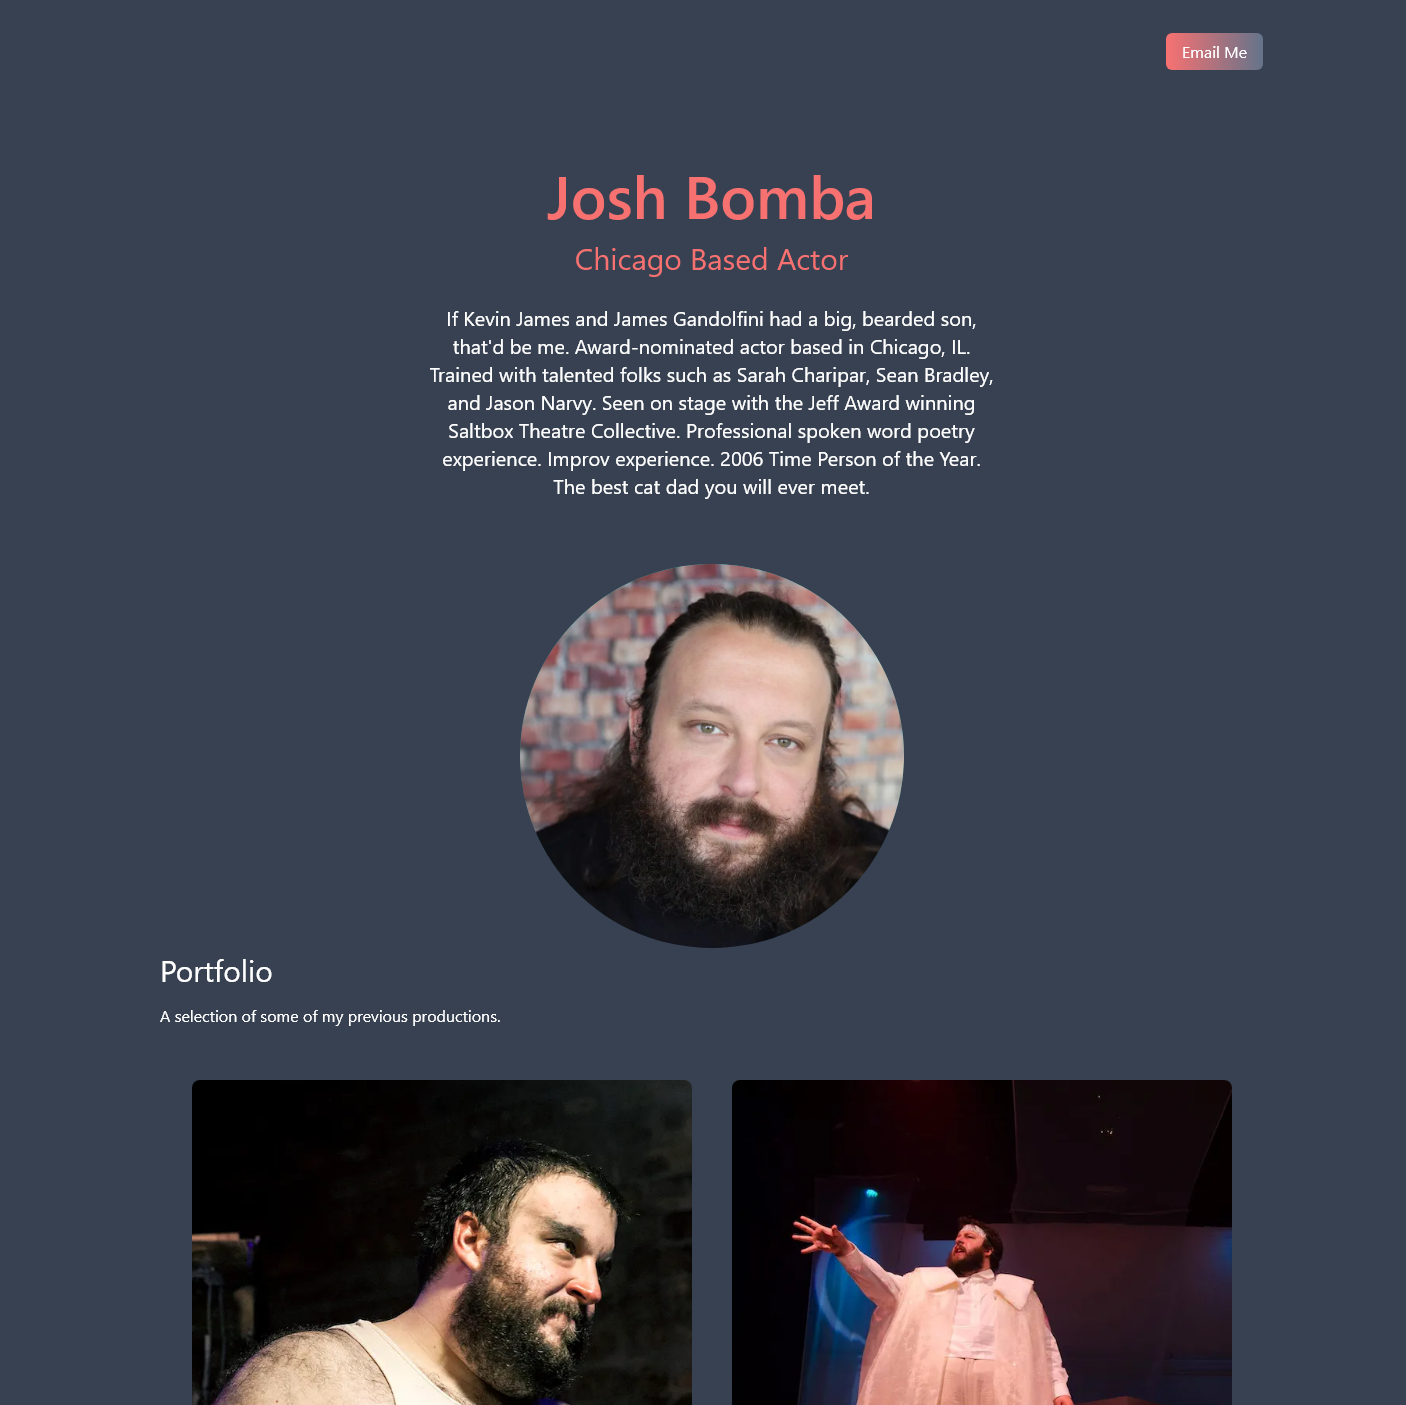 Email Me
Josh Bomba
Chicago Based Actor
If Kevin James and James Gandolfini had a big, bearded son,
that'd be me. Award-nominated actor based in Chicago, IL.
Trained with talented folks such as Sarah Charipar, Sean Bradley,
and Jason Narvy. Seen on stage with the Jeff Award winning
Saltbox Theatre Collective. Professional spoken word poetry
experience. Improv experience. 2006 Time Person of the Year.
The best cat dad you will ever meet.
Portfolio
A selection of some of my previous productions.